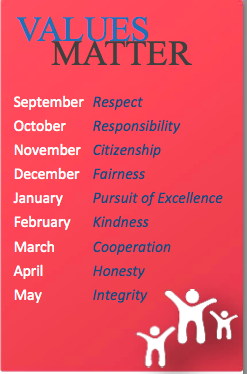 VALUES
MATTER
September Respect
October Responsibility
November Citizenship
December Fairness
January Pursuit of Excellence
February Kindness
March Cooperation
April Honesty
May Integrity